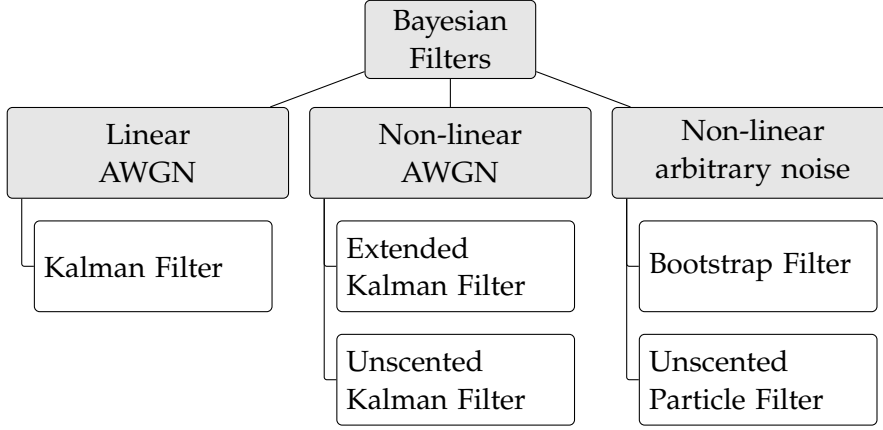 Bayesian
Filters
Linear
AWGN
Non-linear
AWGN
Non-linear
arbitrary noise
Kalman Filter
Extended
Kalman Filter
Bootstrap Filter
Unscented
Kalman Filter
Unscented
Particle Filter